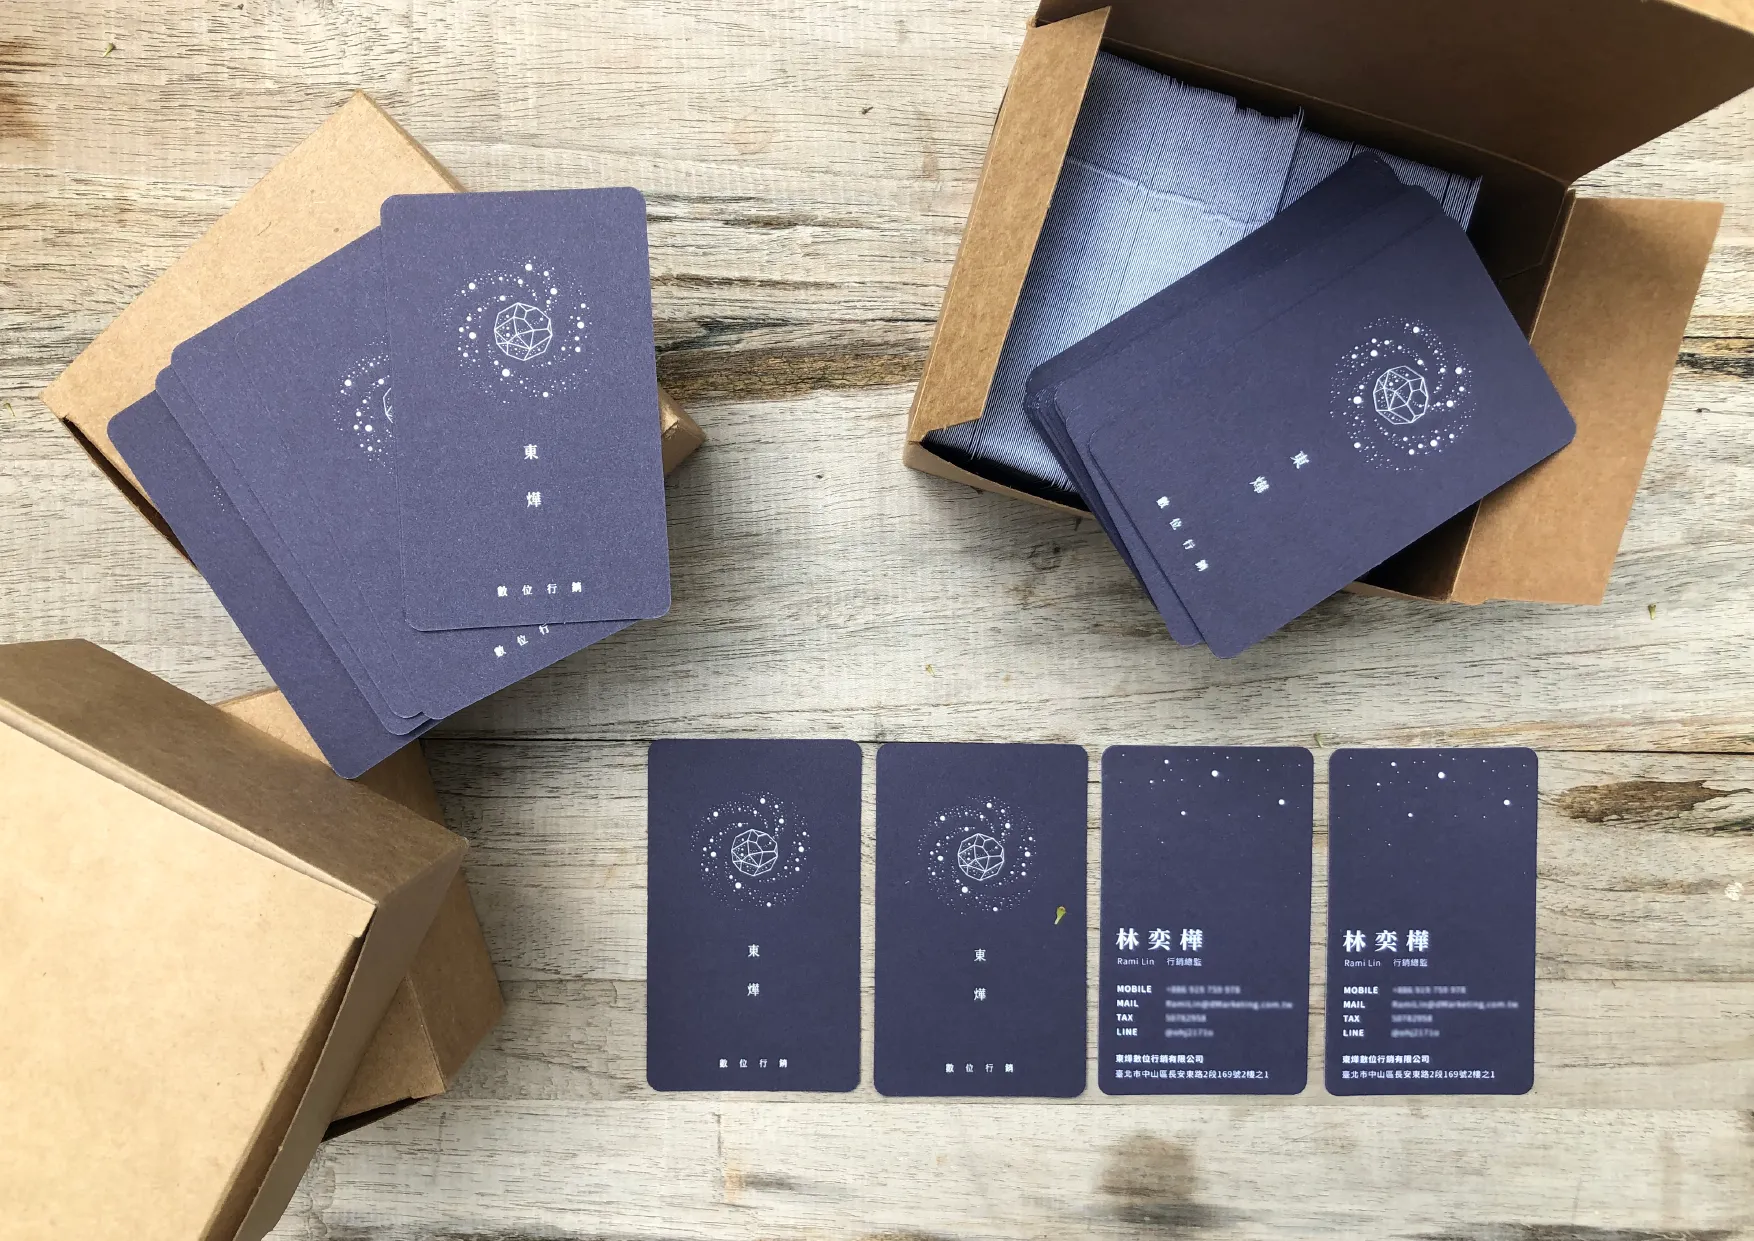 東
燁
數位行銷
數位行
東
燁
數位行銷
東
燁
數位行銷
東
燁
數位行銷
林奕樺
Rami Lin 行銷總監
MOBILE
MAIL
TAX
LINE
東燁數位行銷有限公司
臺北市中山區長安東路2段169號2樓之1
林奕樺
Rami Lin 行銷總監
MOBILE
MAIL
TAX
LINE
東燁數位行銷有限公司
臺北市中山區長安東路2段169號2樓之1